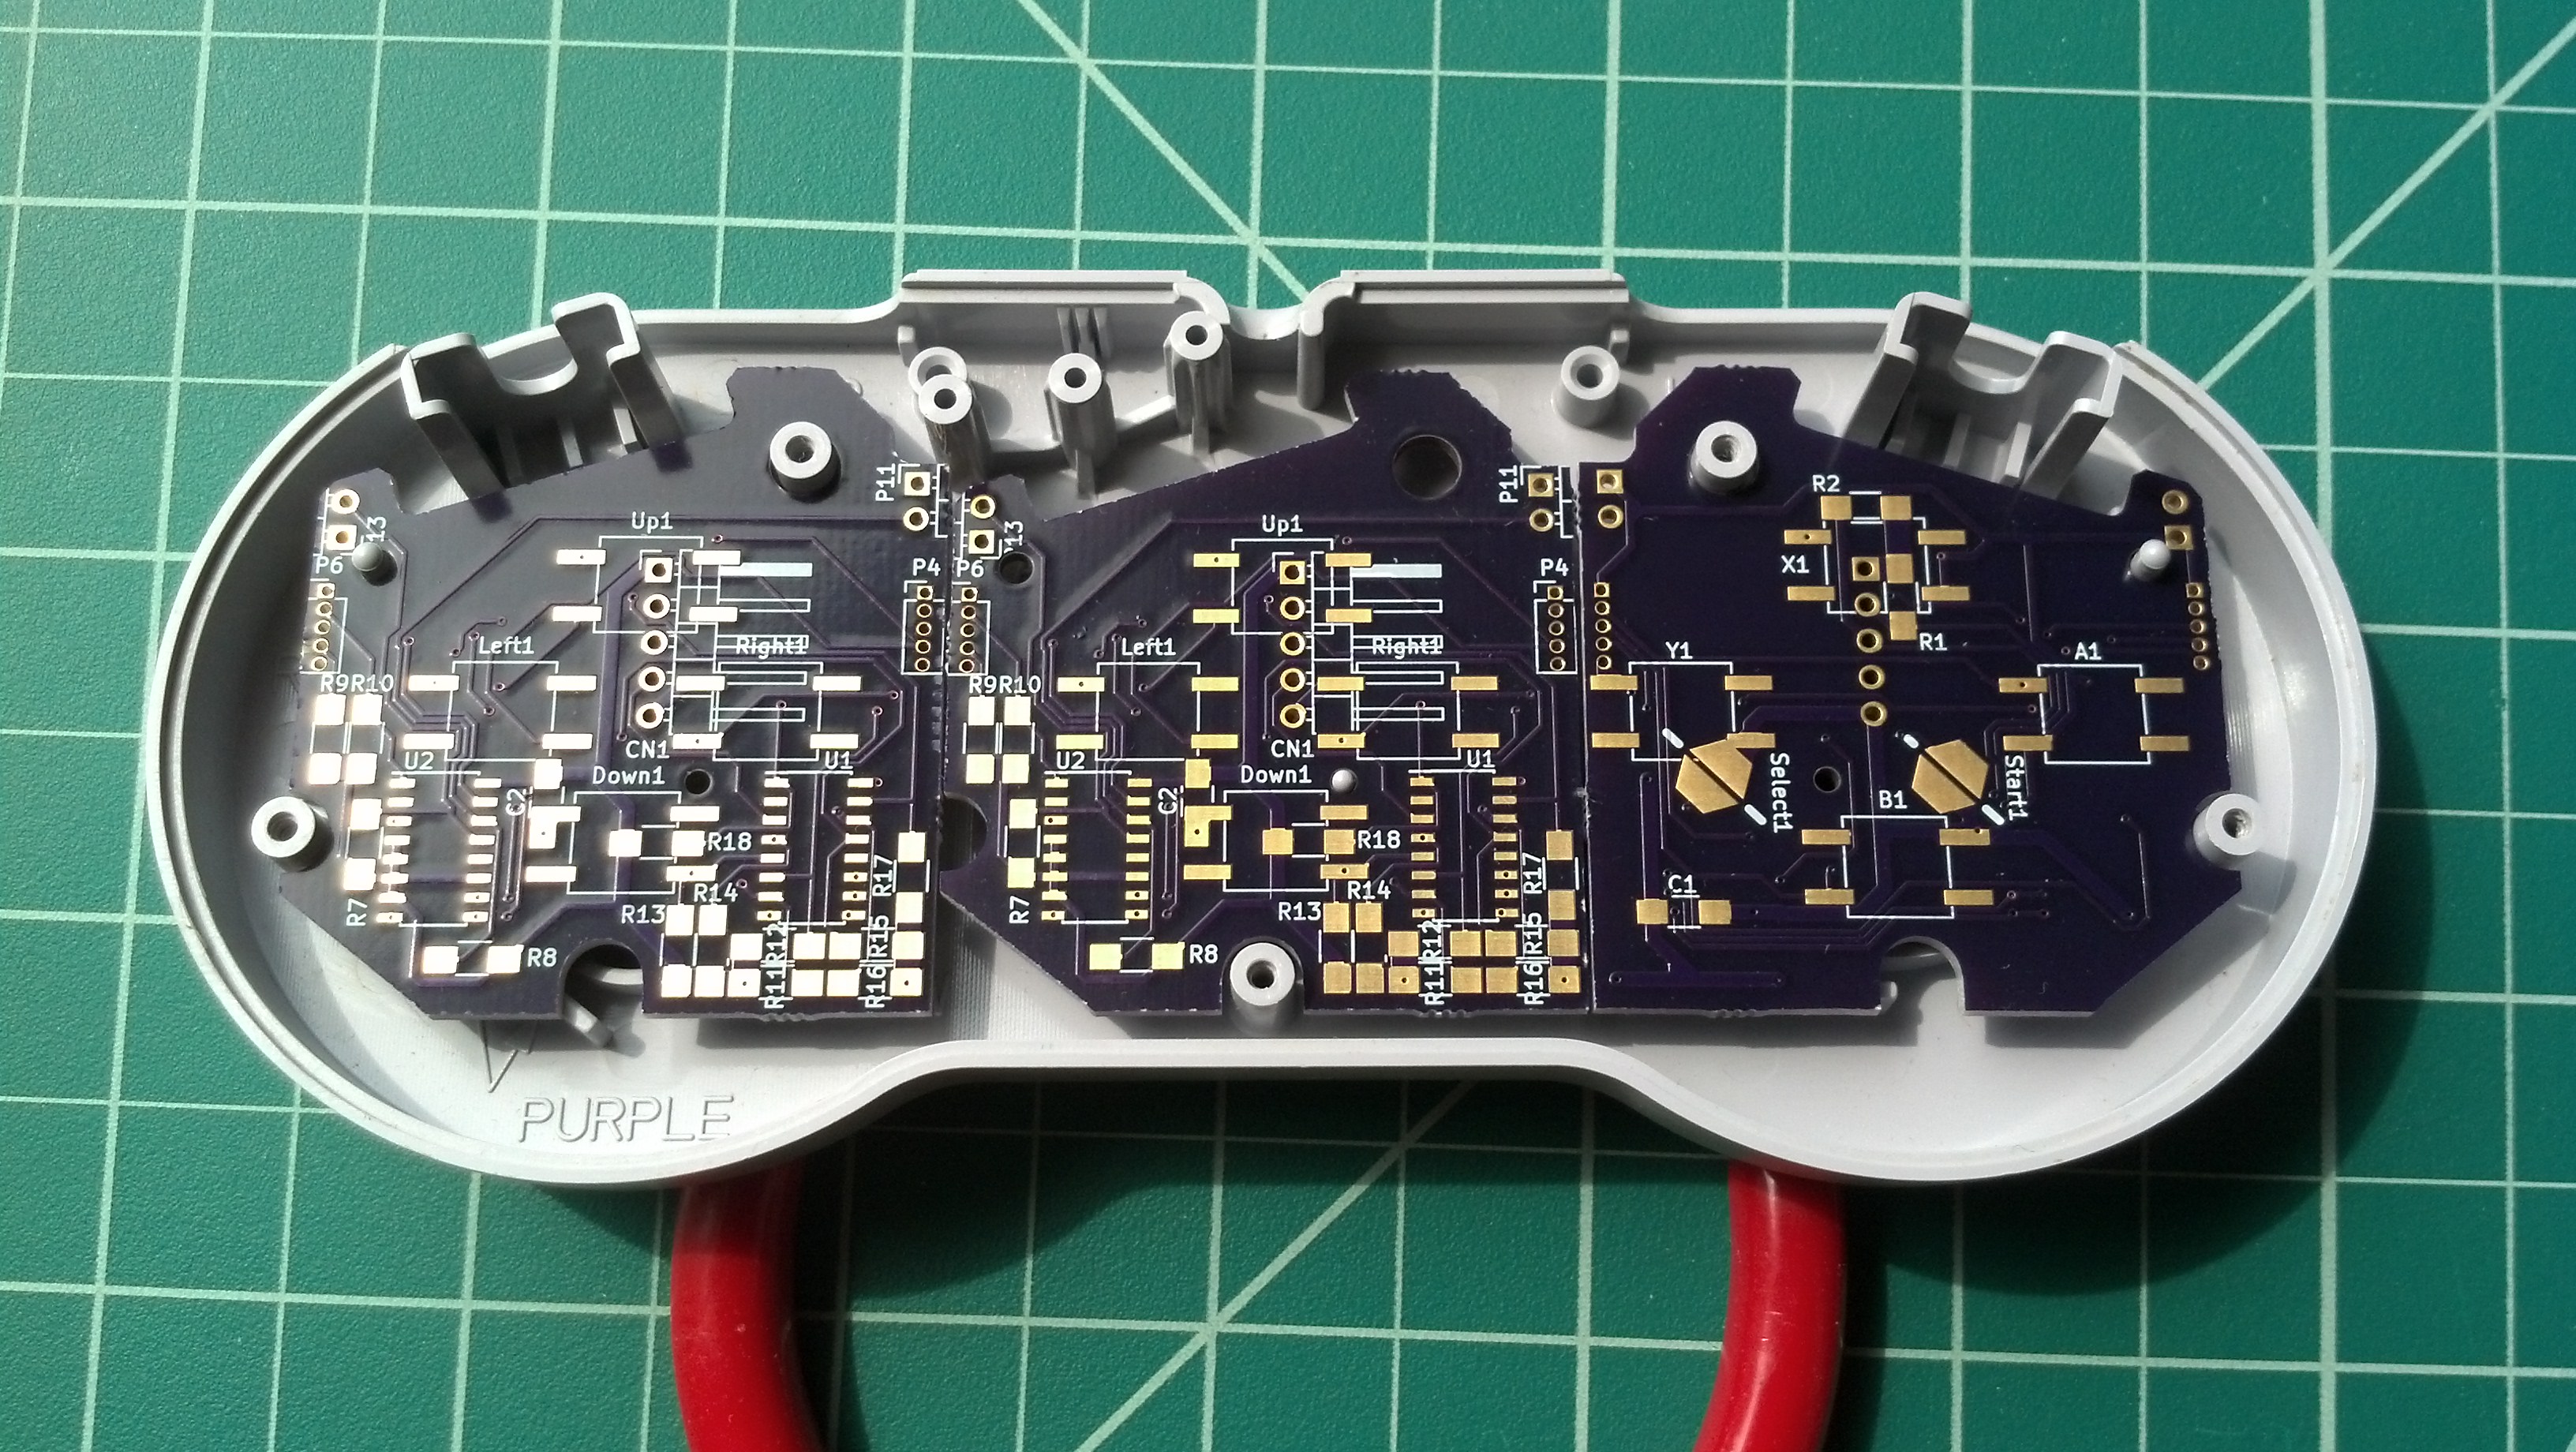 P11
13
P6
Up1
P4
Left1
Right1
R9R10
U2
CN1
Down1
U1
C2
R18
R7
R13
R14
R17
R8
R12
R15
R11
R16
P11
13
P6
Up1
P4
Left1
Right1
R9R10
U2
CN1
Down1
U1
C2
R18
R7
R13
R14
R17
R8
R12
R15
R11
R16
R2
X1
R1
Y1
A1
Select1
B1
Start1
C1
PURPLE